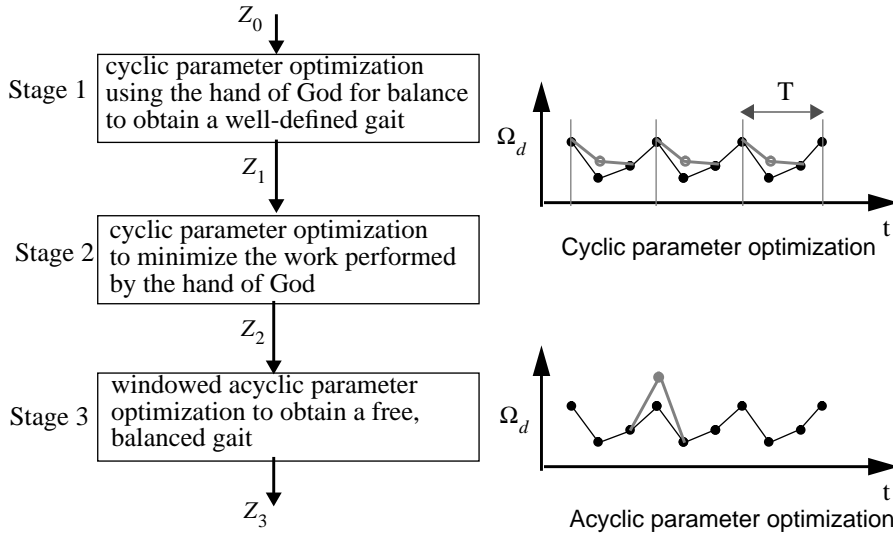 Z0
Stage 1
cyclic parameter optimization
using the hand of God for balance
to obtain a well-defined gait
Z1
Stage 2
cyclic parameter optimization
to minimize the work performed
by the hand of God
Z2
Stage 3
windowed acyclic parameter
optimization to obtain a free,
balanced gait
Z3
T
Ωd
t
Cyclic parameter optimization
Ωd
t
Acyclic parameter optimization